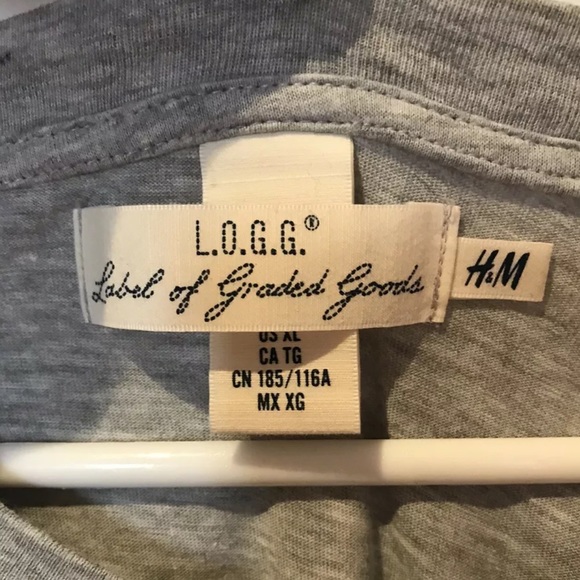 L.O.G.G.®
Label of Graded Goods
H&M
US XL
CA TG
CN 185/116A
MX XG